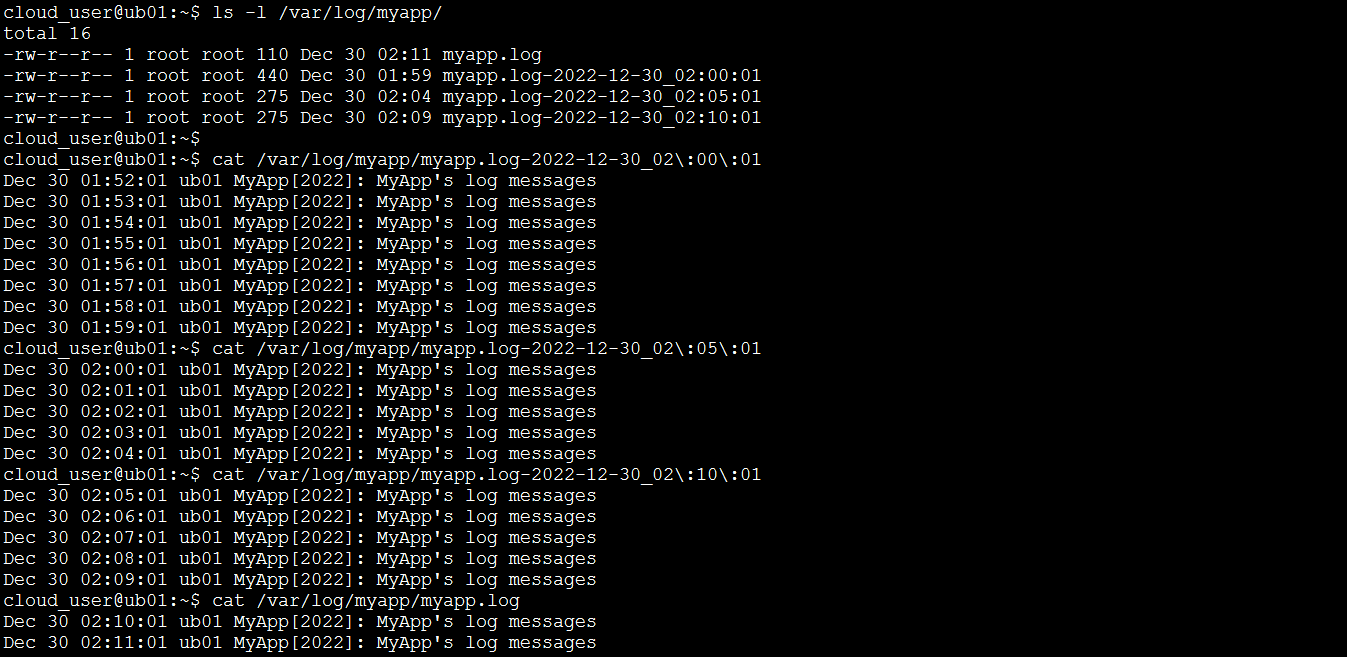 cloud_user@ub01:~$ ls -l /var/log/myapp/
total 16
-rw-r--r-- 1 root root 110 Dec 30 02:11 myapp.log
-rw-r--r-- 1 root root 440 Dec 30 01:59 myapp.log-2022-12-30_02:00:01
-rw-r--r-- 1 root root 275 Dec 30 02:04 myapp.log-2022-12-30_02:05:01
-rw-r--r-- 1 root root 275 Dec 30 02:09 myapp.log-2022-12-30_02:10:01
cloud_user@ub01:~$
cloud_user@ub01:~$ cat /var/log/myapp/myapp.log-2022-12-30_02\:00\:01
Dec 30 01:52:01 ub01 MyApp[2022]: MyApp's log messages
Dec 30 01:53:01 ub01 MyApp[2022]: MyApp's log messages
Dec 30 01:54:01 ub01 MyApp[2022]: MyApp's log messages
Dec 30 01:55:01 ub01 MyApp[2022]: MyApp's log messages
Dec 30 01:56:01 ub01 MyApp[2022]: MyApp's log messages
Dec 30 01:57:01 ub01 MyApp[2022]: MyApp's log messages
Dec 30 01:58:01 ub01 MyApp[2022]: MyApp's log messages
Dec 30 01:59:01 ub01 MyApp[2022]: MyApp's log messages
cloud_user@ub01:~$ cat /var/log/myapp/myapp.log-2022-12-30_02\:05\:01
Dec 30 02:00:01 ub01 MyApp[2022]: MyApp's log messages
Dec 30 02:01:01 ub01 MyApp[2022]: MyApp's log messages
Dec 30 02:02:01 ub01 MyApp[2022]: MyApp's log messages
Dec 30 02:03:01 ub01 MyApp[2022]: MyApp's log messages
Dec 30 02:04:01 ub01 MyApp[2022]: MyApp's log messages
cloud_user@ub01:~$ cat /var/log/myapp/myapp.log-2022-12-30_02\:10\:01
Dec 30 02:05:01 ub01 MyApp[2022]: MyApp's log messages
Dec 30 02:06:01 ub01 MyApp[2022]: MyApp's log messages
Dec 30 02:07:01 ub01 MyApp[2022]: MyApp's log messages
Dec 30 02:08:01 ub01 MyApp[2022]: MyApp's log messages
Dec 30 02:09:01 ub01 MyApp[2022]: MyApp's log messages
cloud_user@ub01:~$ cat /var/log/myapp/myapp.log
Dec 30 02:10:01 ub01 MyApp[2022]: MyApp's log messages
Dec 30 02:11:01 ub01 MyApp[2022]: MyApp's log messages